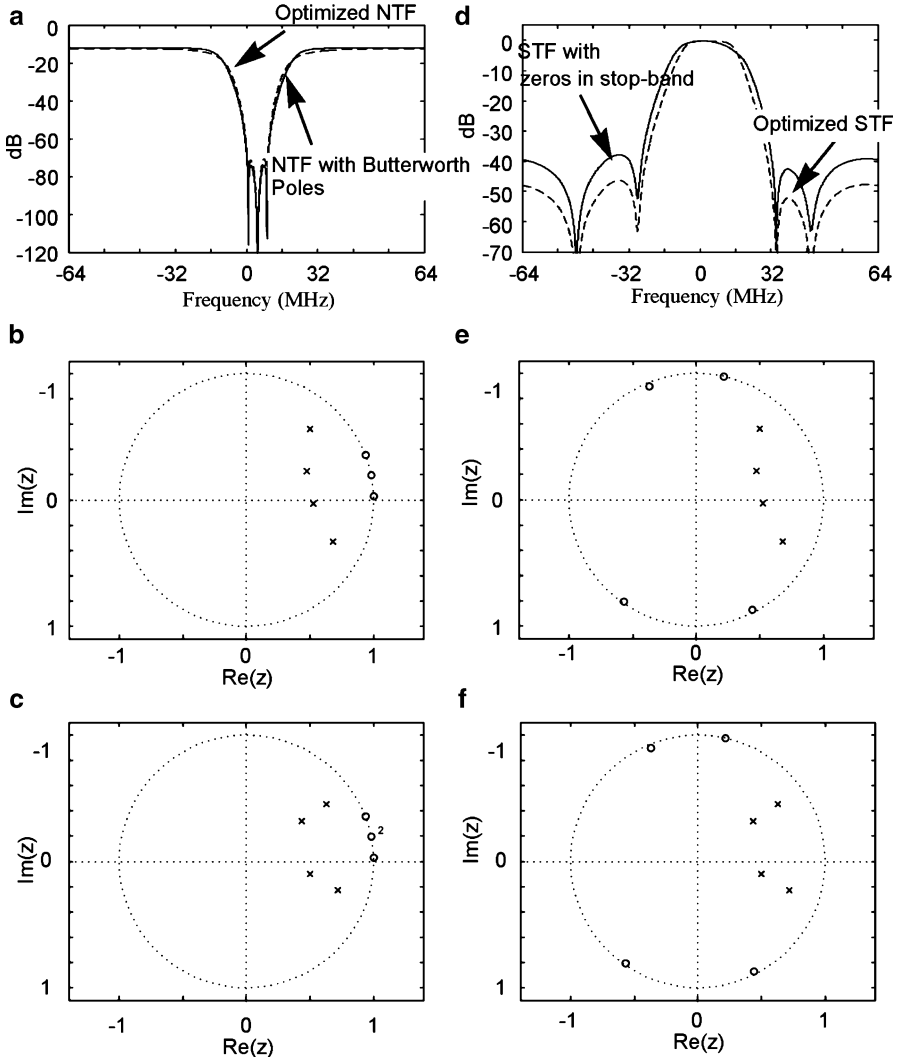 a
Optimized NTF
0
-20
-40
-60
-80
-100
-120
dB
NTF with Butterworth
Poles
-64
-32
0
32
64
Frequency (MHz)
d
STF with
zeros in stop-band
Optimized STF
0
-10
-20
-30
-40
-50
-60
-70
dB
-64
-32
0
32
64
Frequency (MHz)
b
-1
0
1
Im(z)
-1
0
1
Re(z)
e
-1
0
1
Im(z)
-1
0
1
Re(z)
c
-1
0
1
Im(z)
2
-1
0
1
Re(z)
f
-1
0
1
Im(z)
-1
0
1
Re(z)